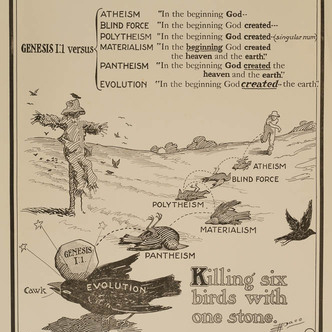 ATHEISM "In the beginning God--
BLIND FORCE "In the beginning God created---
POLYTHEISM "In the beginning God created--(singular noun)
GENESIS I:1 versus MATERIALISM "In the beginning God created
the heaven and the earth."
PANTHEISM "In the beginning God created the
heaven and the earth."
EVOLUTION "In the beginning God created--the earth."
ATHEISM
BLIND FORCE
POLYTHEISM
MATERIALISM
PANTHEISM
GENESIS
I:1.
Cawk
EVOLUTION
Killing six
birds with
one stone.